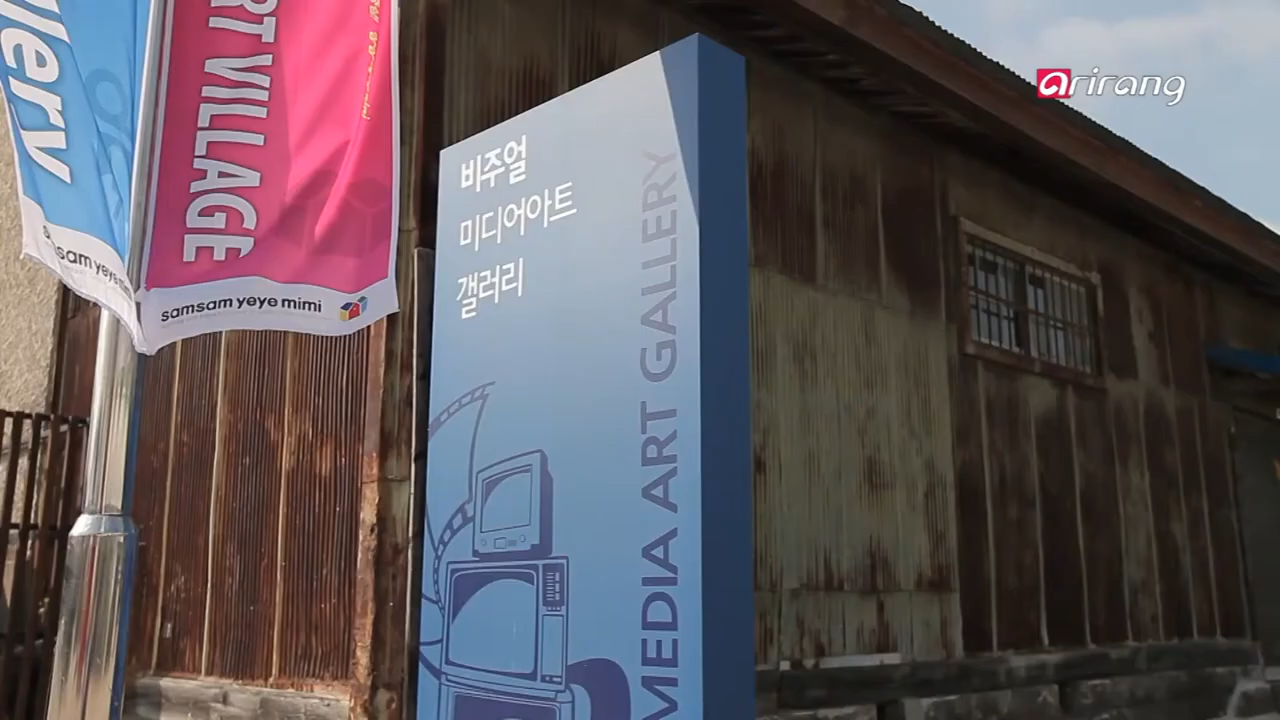 llery
RT VILLAGE
samsam yeye
samsam yeye mimi
비주얼
미디어아트
갤러리
MEDIA ART GALLERY
arirang